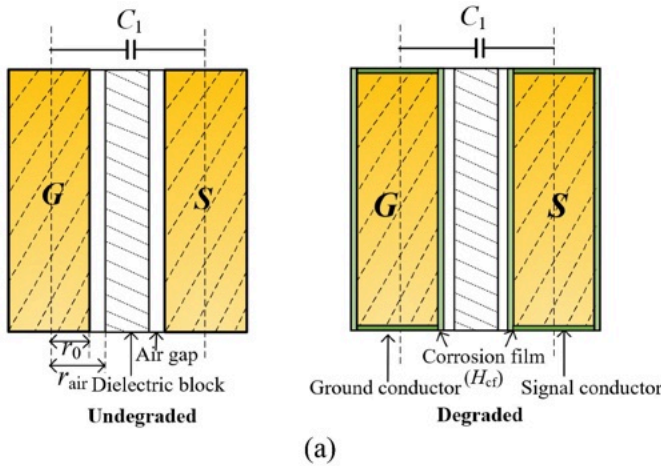 C1
G
S
r0
rair
Air gap
Dielectric block
Undegraded
C1
G
S
Corrosion film
(Hcf)
Ground conductor
Signal conductor
Degraded
(a)